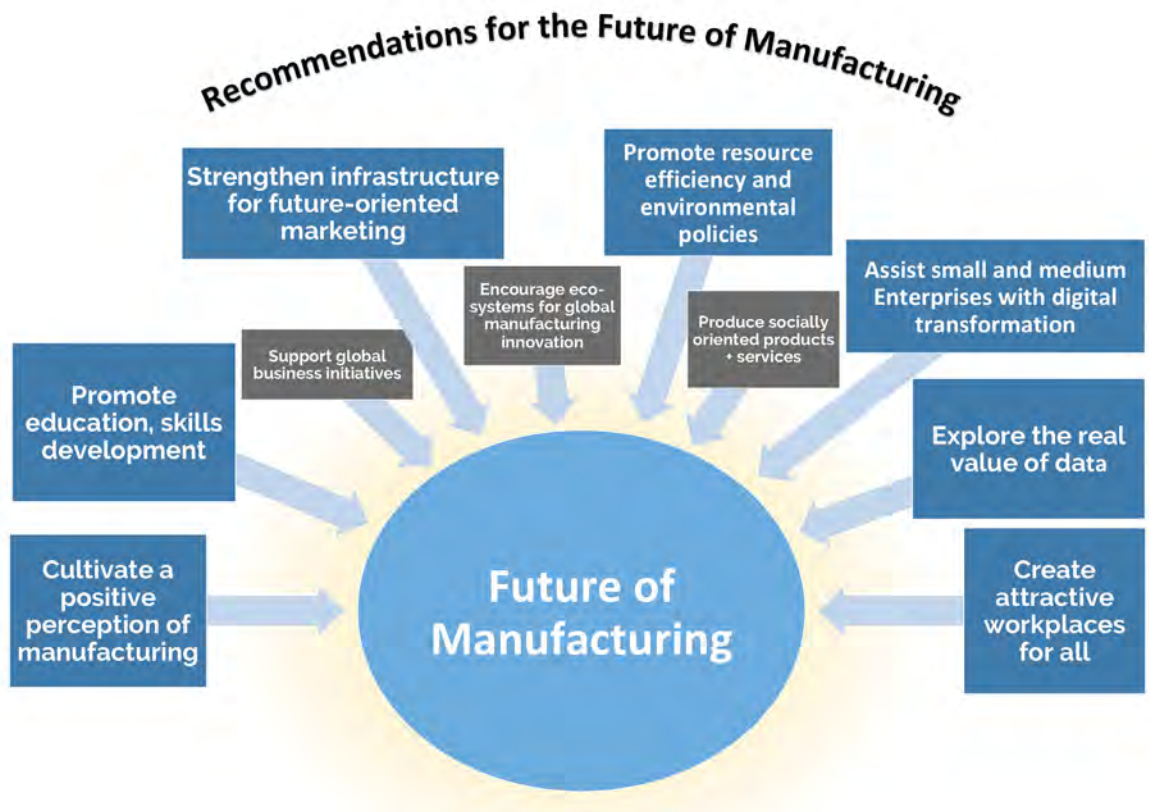 Recommendations for the Future of Manufacturing
Strengthen infrastructure
for future-oriented
marketing
Promote resource
efficiency and
environmental
policies
Assist small and medium
Enterprises with digital
transformation
Encourage eco-
systems for global
manufacturing
innovation
Produce socially
oriented products
+ services
Support global
business initiatives
Promote
education, skills
development
Explore the real
value of data
Cultivate a
positive
perception of
manufacturing
Create
attractive
workplaces
for all
Future of
Manufacturing